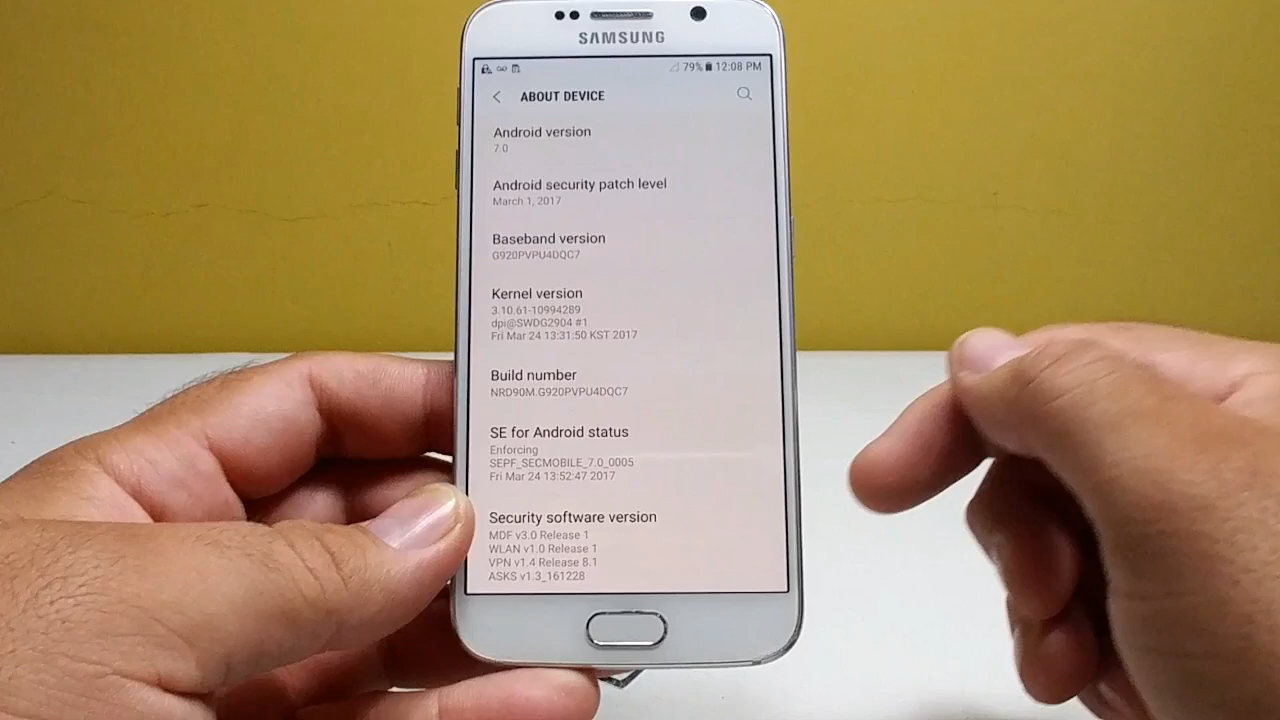 SAMSUNG
79% 12:08 PM
ABOUT DEVICE
Android version
7.0
Android security patch level
March 1, 2017
Baseband version
G920PVPU4DQC7
Kernel version
3.10.61-10994289
dpi@SWDG2904 #1
Fri Mar 24 13:31:50 KST 2017
Build number
NRD90M.G920PVPU4DQC7
SE for Android status
Enforcing
SEPF_SECMOBILE_7.0_0005
Fri Mar 24 13:52:47 2017
Security software version
MDF v3.0 Release 1
WLAN v1.0 Release 1
VPN v1.4 Release 8.1
ASKS v1.3_161228